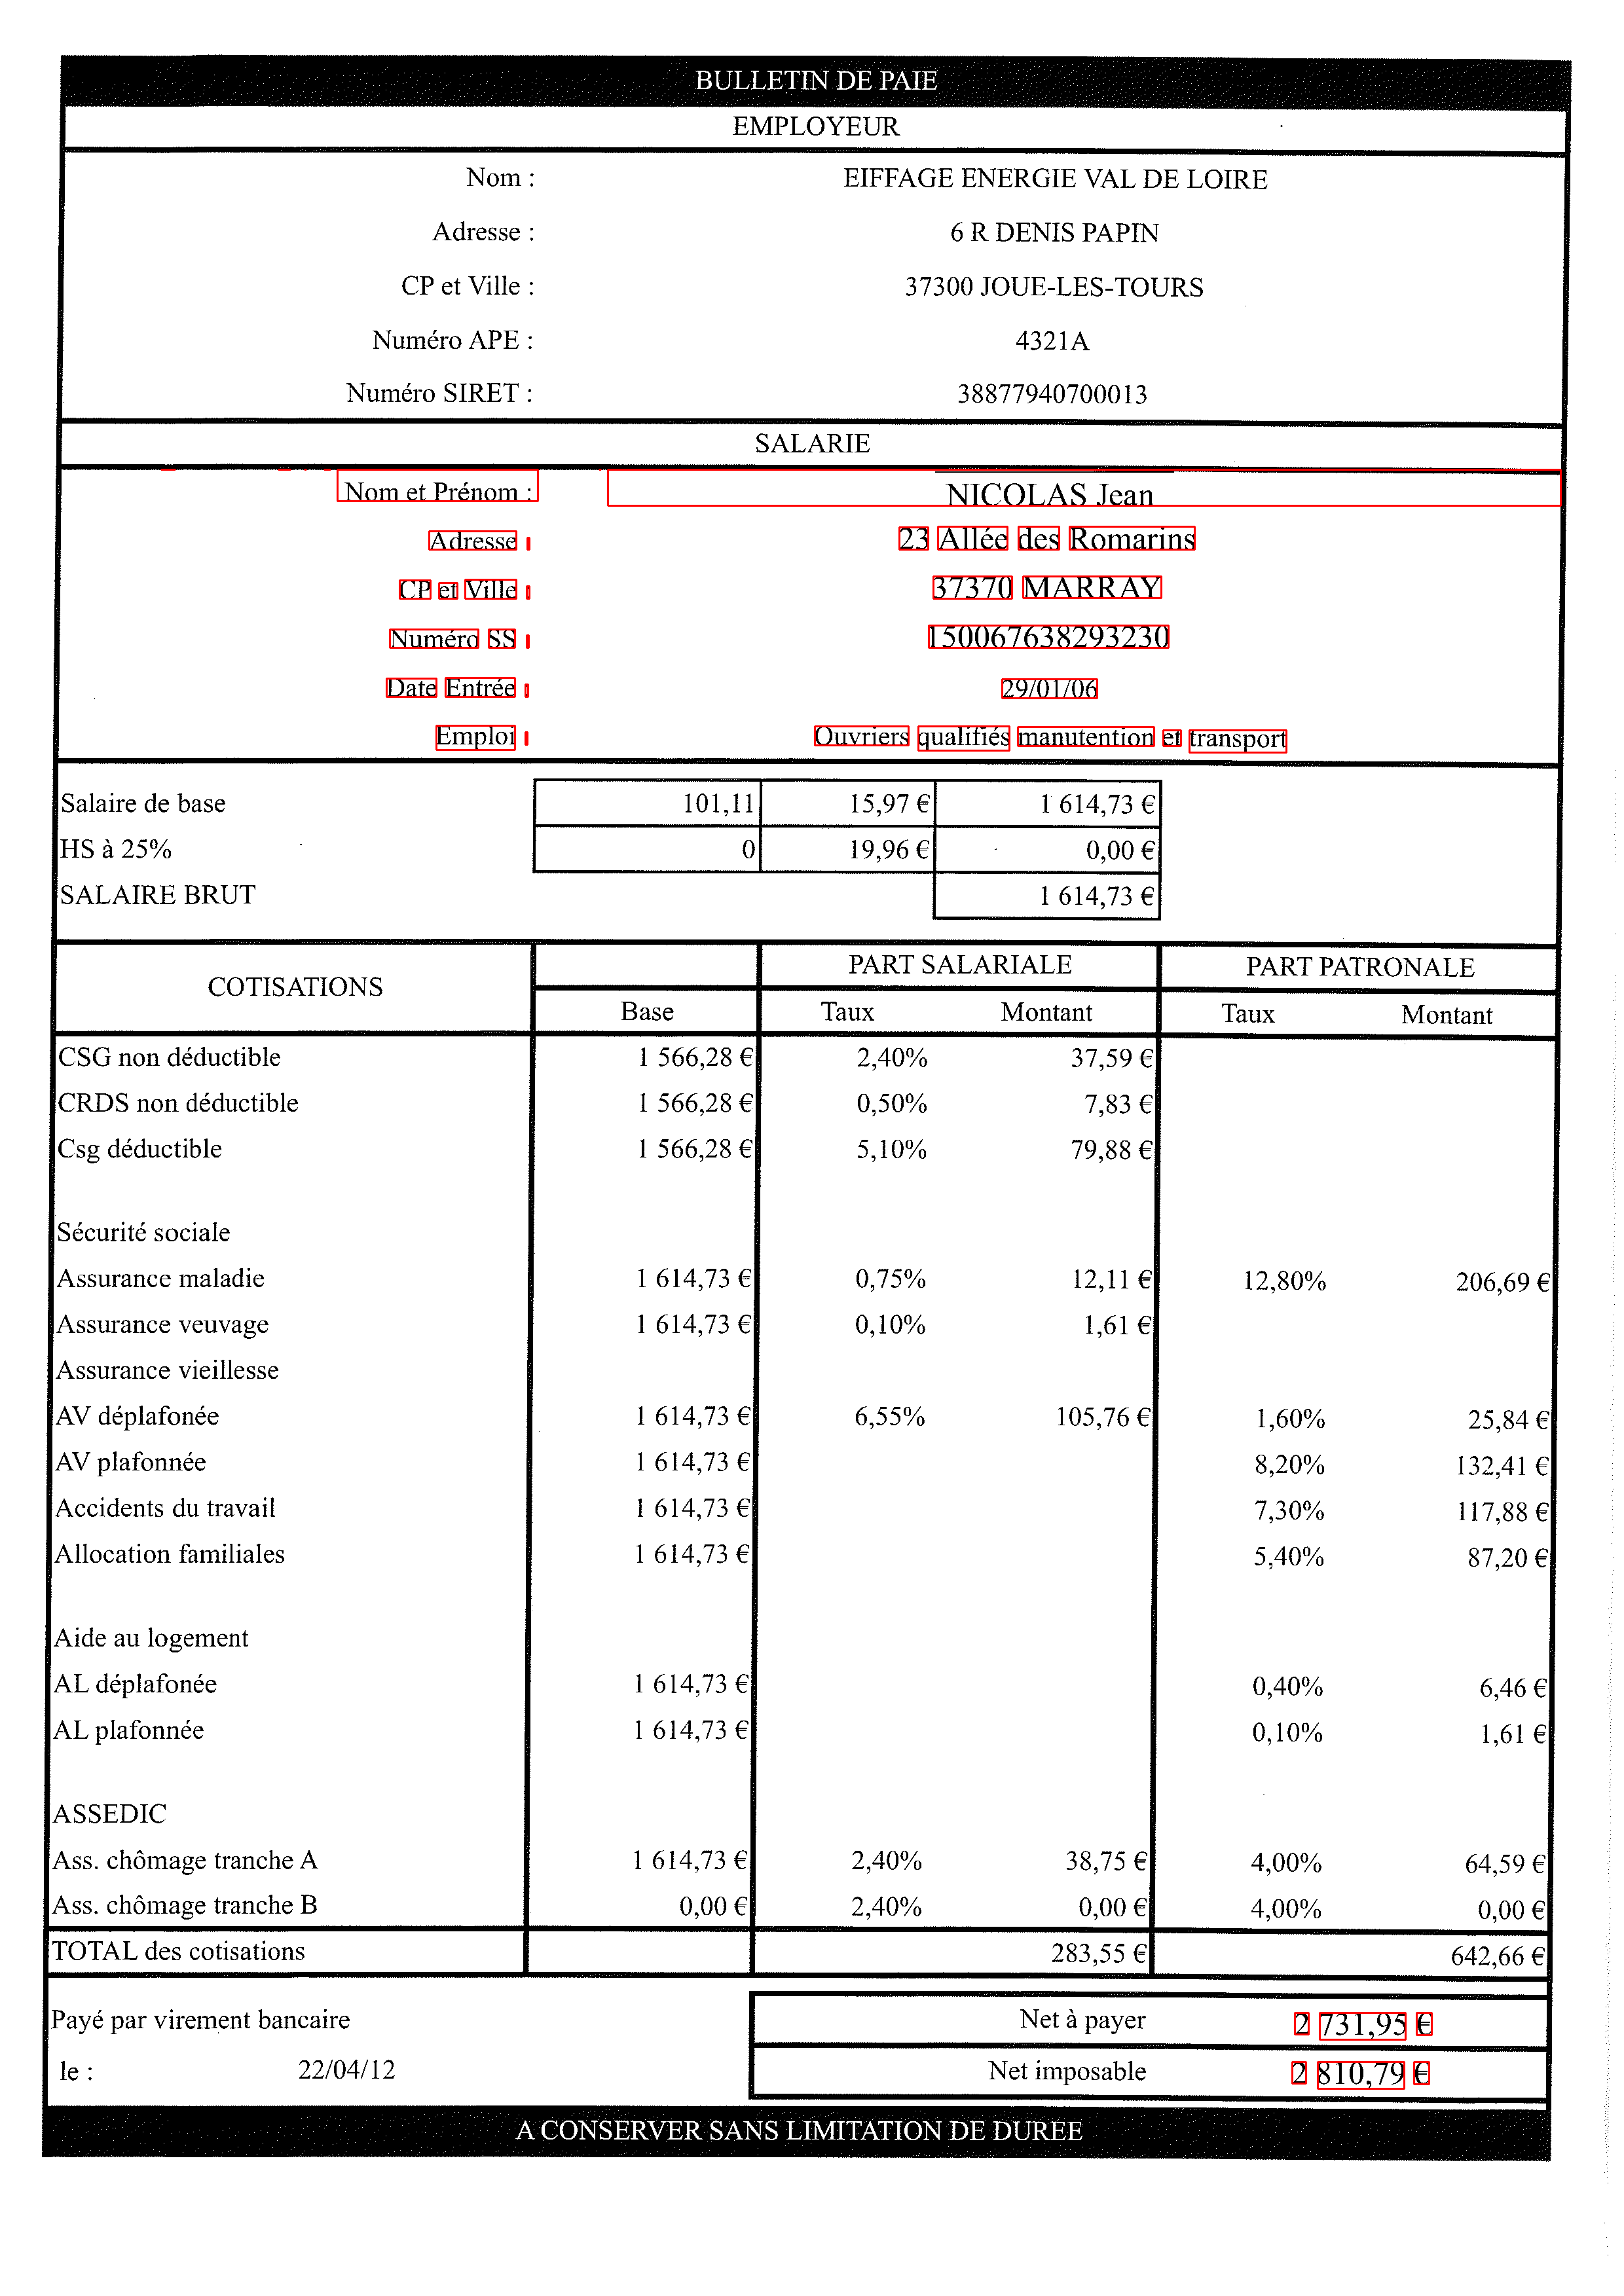 BULLETIN DE PAIE
EMPLOYEUR
Nom : EIFFAGE ENERGIE VAL DE LOIRE
Adresse : 6 R DENIS PAPIN
CP et Ville : 37300 JOUE-LES-TOURS
Numéro APE : 4321A
Numéro SIRET : 38877940700013
SALARIE
Nom et Prénom : NICOLAS Jean
Adresse : 23 Allée des Romarins
CP et Ville : 37370 MARRAY
Numéro SS : 150067638293230
Date Entrée : 29/01/06
Emploi : Ouvriers qualifiés manutention et transport
Salaire de base 101,11 15,97 € 1 614,73 €
HS à 25% 0 19,96 € 0,00 €
SALAIRE BRUT 1 614,73 €
COTISATIONS PART SALARIALE PART PATRONALE
Base Taux Montant Taux Montant
CSG non déductible 1 566,28 € 2,40% 37,59 €
CRDS non déductible 1 566,28 € 0,50% 7,83 €
Csg déductible 1 566,28 € 5,10% 79,88 €
Sécurité sociale
Assurance maladie 1 614,73 € 0,75% 12,11 € 12,80% 206,69 €
Assurance veuvage 1 614,73 € 0,10% 1,61 €
Assurance vieillesse
AV déplafonée 1 614,73 € 6,55% 105,76 € 1,60% 25,84 €
AV plafonnée 1 614,73 € 8,20% 132,41 €
Accidents du travail 1 614,73 € 7,30% 117,88 €
Allocation familiales 1 614,73 € 5,40% 87,20 €
Aide au logement
AL déplafonée 1 614,73 € 0,40% 6,46 €
AL plafonnée 1 614,73 € 0,10% 1,61 €
ASSEDIC
Ass. chômage tranche A 1 614,73 € 2,40% 38,75 € 4,00% 64,59 €
Ass. chômage tranche B 0,00 € 2,40% 0,00 € 4,00% 0,00 €
TOTAL des cotisations 283,55 € 642,66 €
Payé par virement bancaire Net à payer 2 731,95 €
le : 22/04/12 Net imposable 2 810,79 €
A CONSERVER SANS LIMITATION DE DUREE